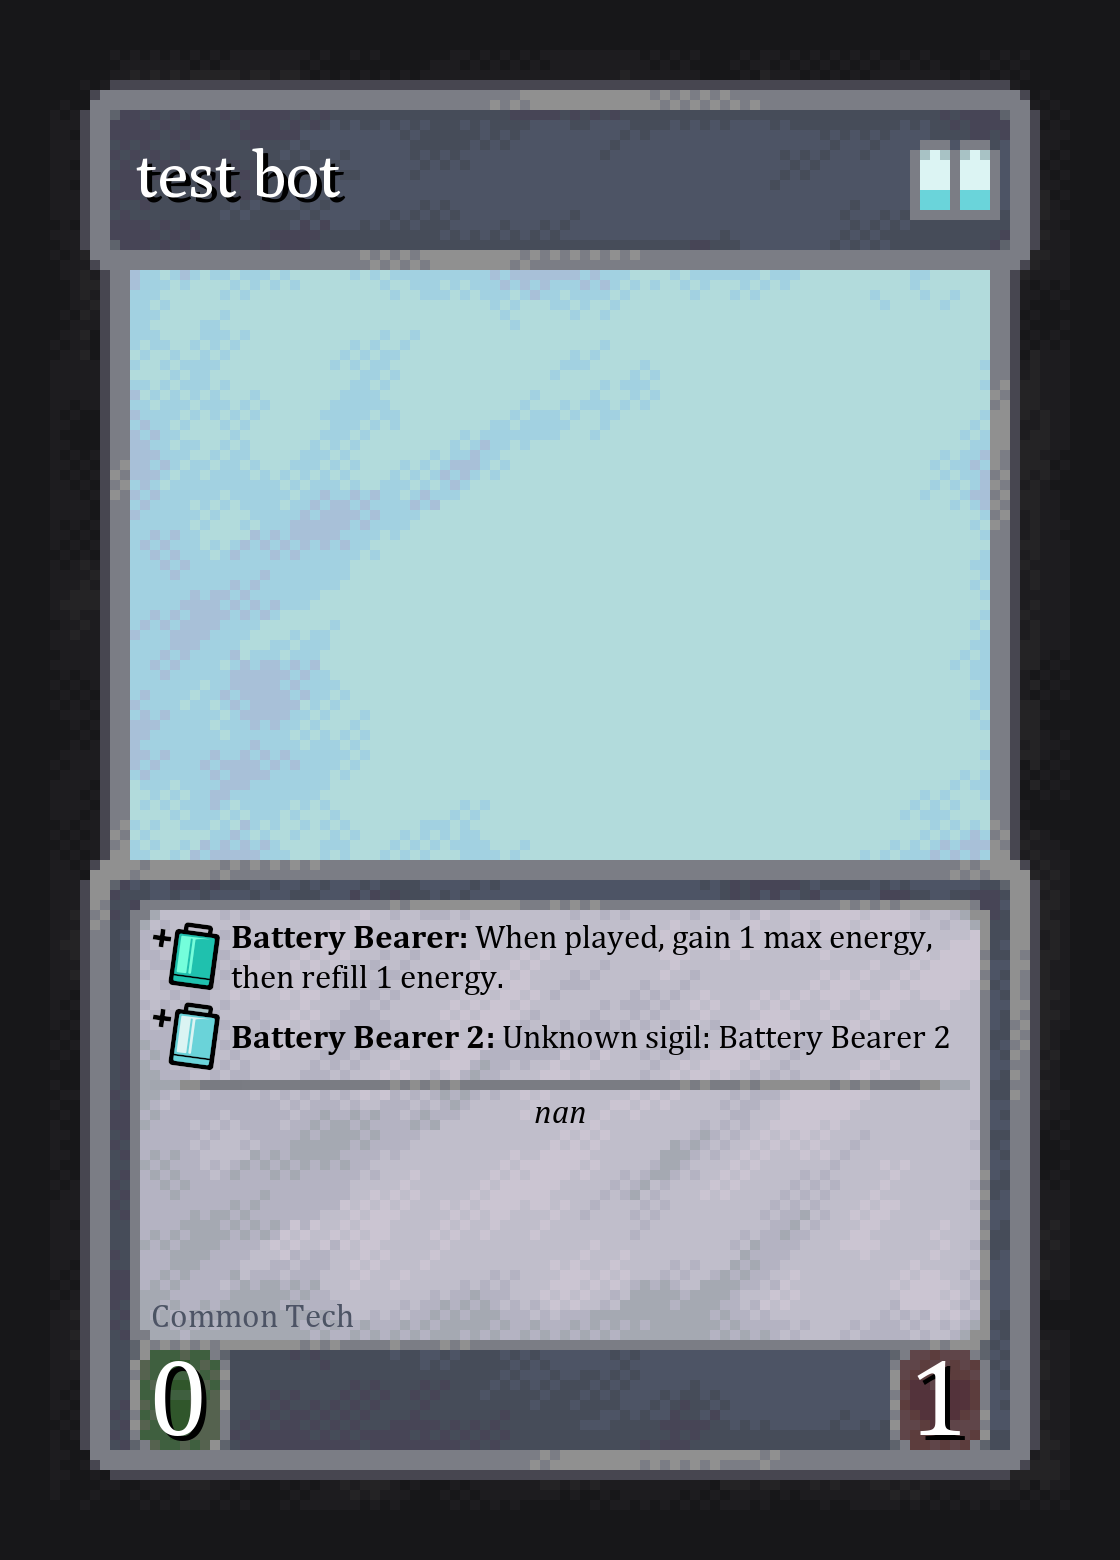 test bot
Battery Bearer: When played, gain 1 max energy,
then refill 1 energy.
Battery Bearer 2: Unknown sigil: Battery Bearer 2
nan
Common Tech
0 1